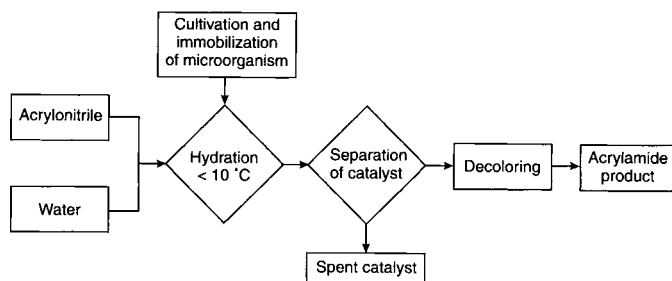 Cultivation and
immobilization
of microorganism
Acrylonitrile
Water
Hydration
< 10 ˚C
Separation
of catalyst
Decoloring
Acrylamide
product
Spent catalyst